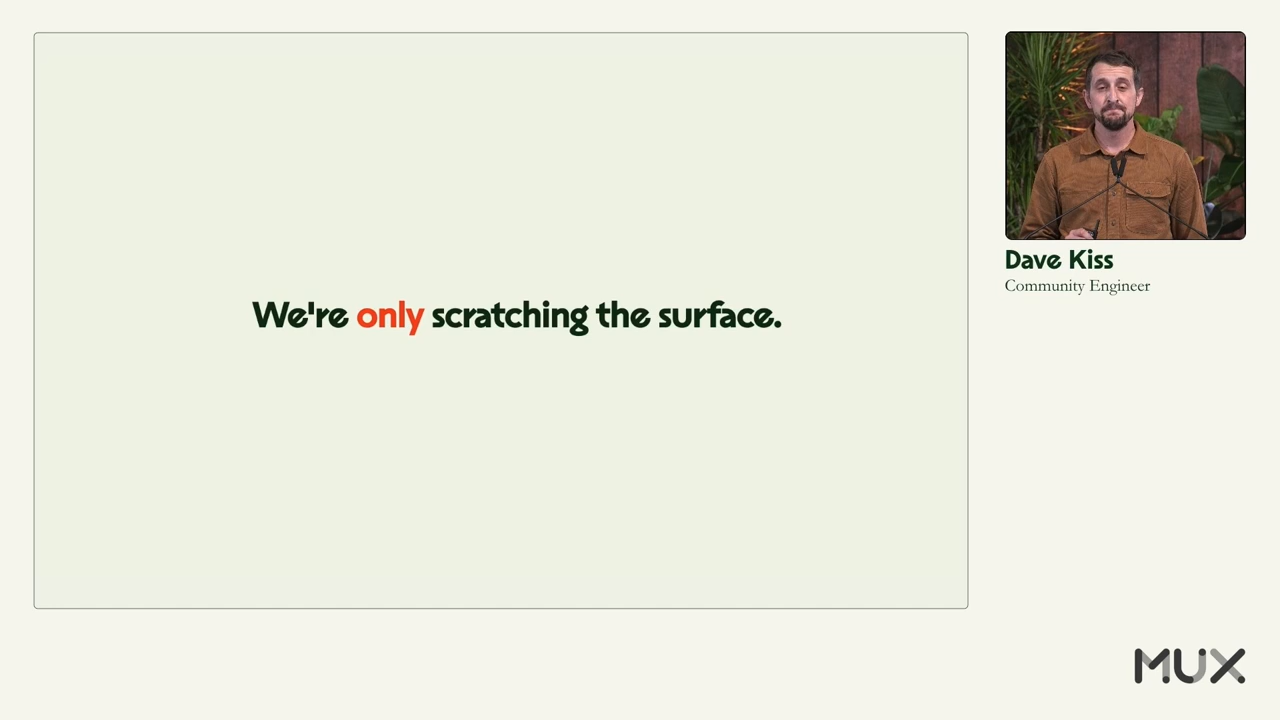 We're only scratching the surface.
Dave Kiss
Community Engineer
MUX